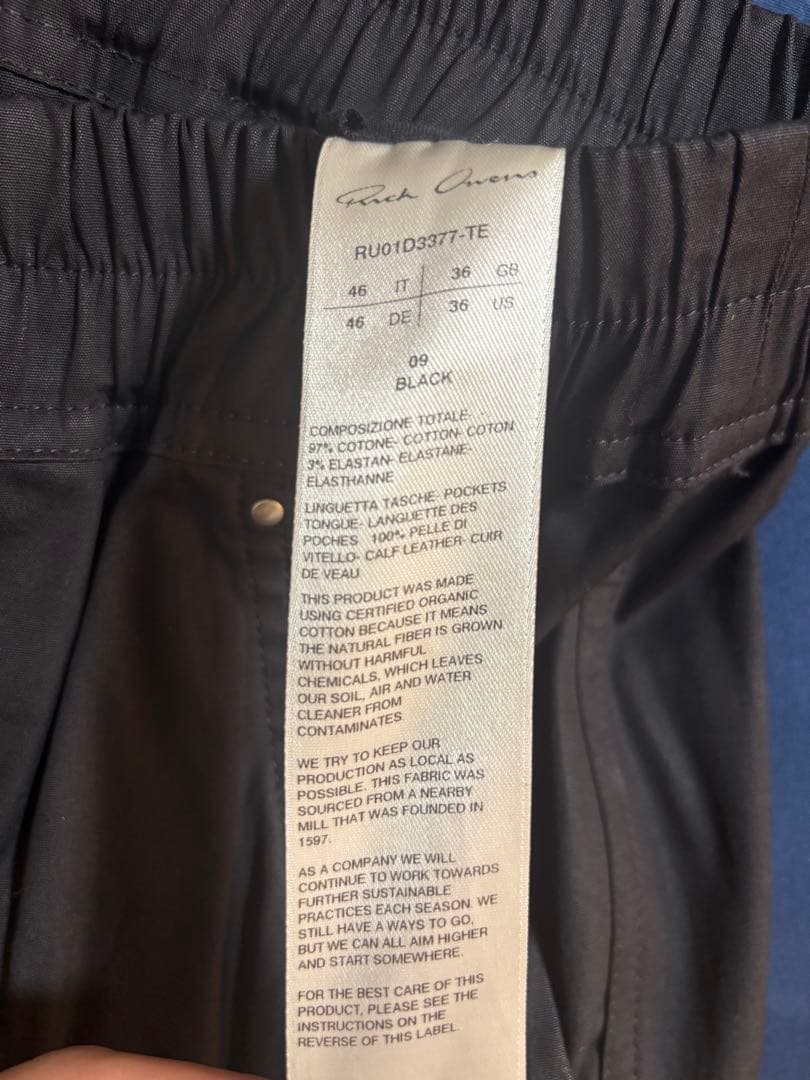 Rick Owens
RU01D3377-TE
46 IT 36 GB
46 DE 36 US
09
BLACK
COMPOSIZIONE TOTALE-
97% COTONE- COTTON- COTON
3% ELASTAN- ELASTANE-
ELASTHANNE
LINGUETTA TASCHE- POCKETS
TONGUE- LANGUETTE DES
POCHES 100% PELLE DI
VITELLO- CALF LEATHER- CUIR
DE VEAU
THIS PRODUCT WAS MADE
USING CERTIFIED ORGANIC
COTTON BECAUSE IT MEANS
THE NATURAL FIBER IS GROWN
WITHOUT HARMFUL
CHEMICALS, WHICH LEAVES
OUR SOIL, AIR AND WATER
CLEANER FROM
CONTAMINATES.
WE TRY TO KEEP OUR
PRODUCTION AS LOCAL AS
POSSIBLE. THIS FABRIC WAS
SOURCED FROM A NEARBY
MILL THAT WAS FOUNDED IN
1597.
AS A COMPANY WE WILL
CONTINUE TO WORK TOWARDS
FURTHER SUSTAINABLE
PRACTICES EACH SEASON. WE
STILL HAVE A WAYS TO GO,
BUT WE CAN ALL AIM HIGHER
AND START SOMEWHERE.
FOR THE BEST CARE OF THIS
PRODUCT, PLEASE SEE THE
INSTRUCTIONS ON THE
REVERSE OF THIS LABEL.